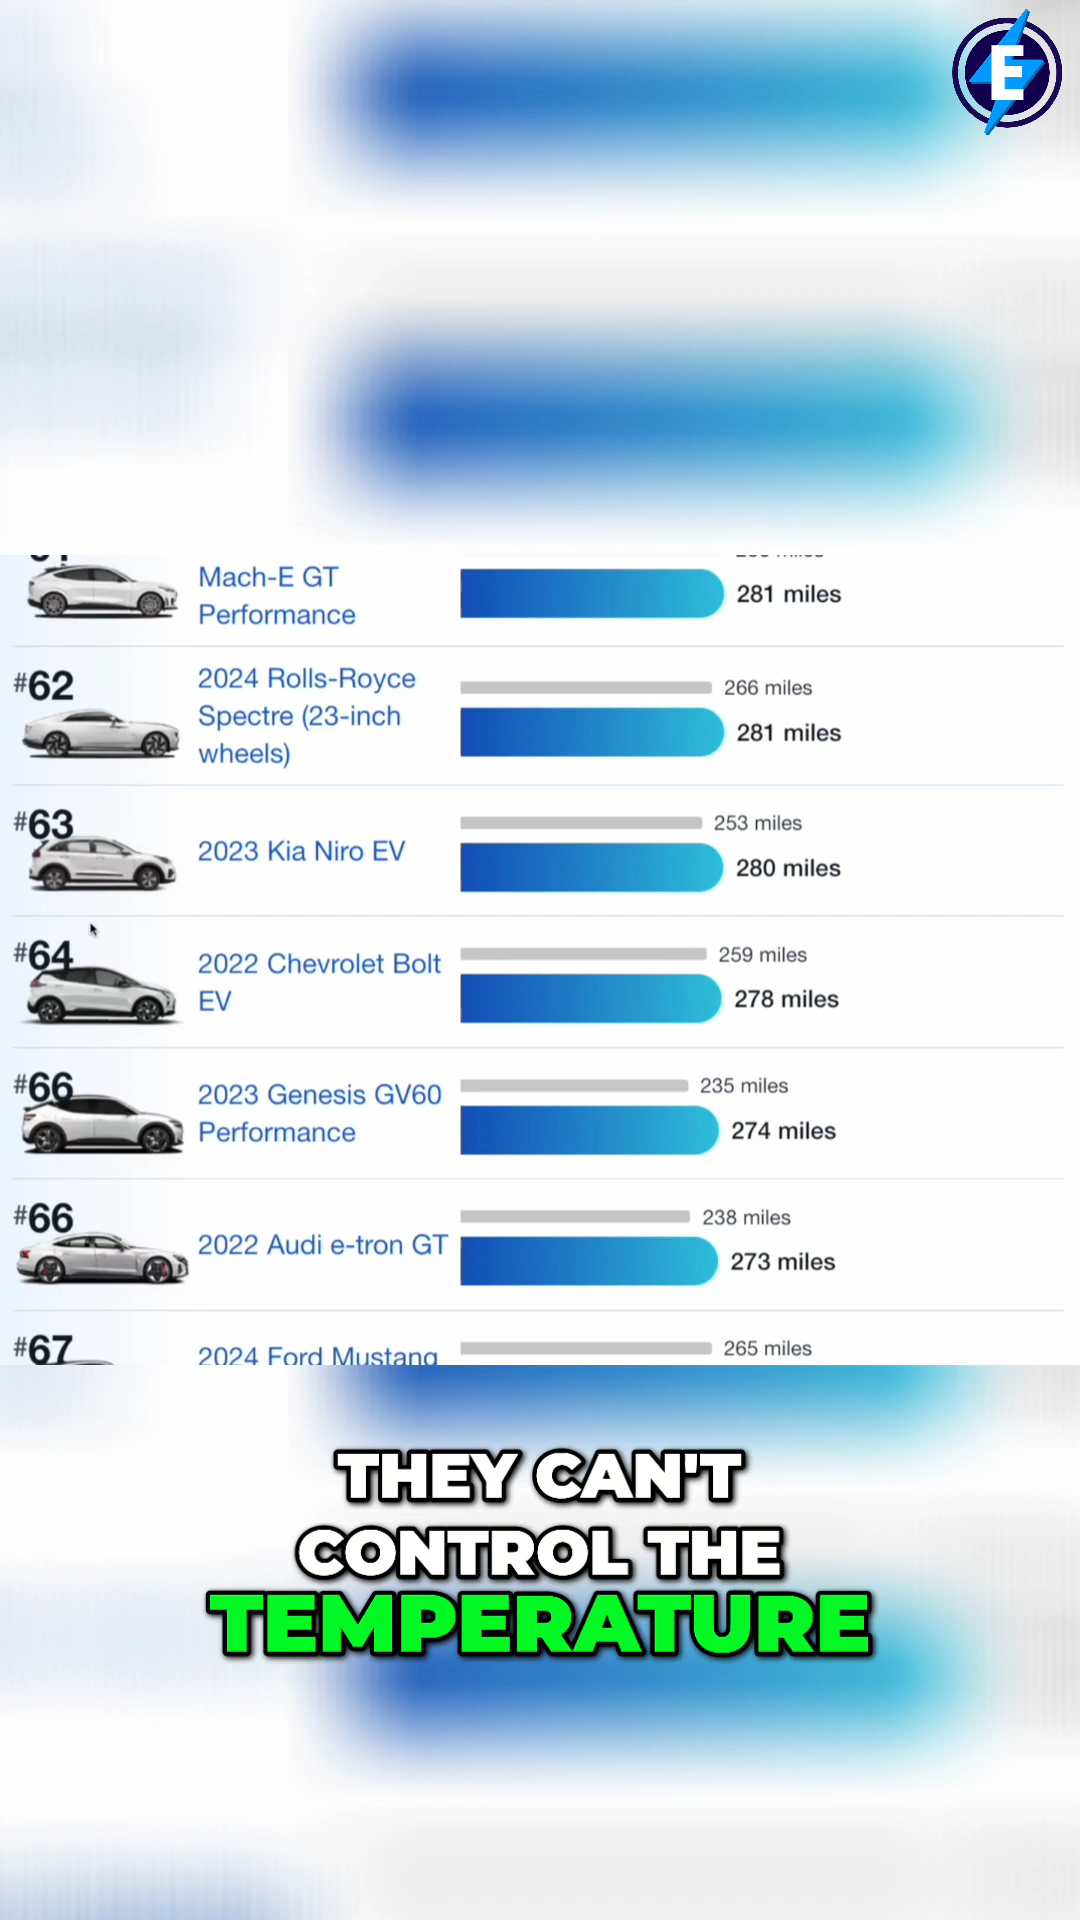 E
Mach-E GT
Performance
281 miles
#62
2024 Rolls-Royce
Spectre (23-inch
wheels)
266 miles
281 miles
#63
2023 Kia Niro EV
253 miles
280 miles
#64
2022 Chevrolet Bolt
EV
259 miles
278 miles
#66
2023 Genesis GV60
Performance
235 miles
274 miles
#66
2022 Audi e-tron GT
238 miles
273 miles
#67
2024 Ford Mustang
265 miles
THEY CAN'T
CONTROL THE
TEMPERATURE